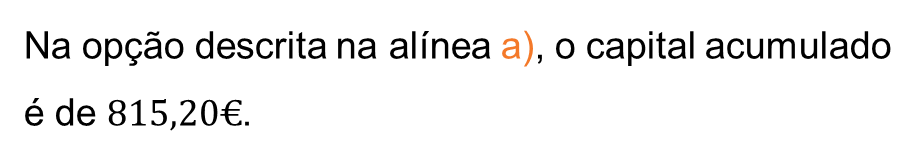 Na opção descrita na alínea a), o capital acumulado
é de 815,20€.